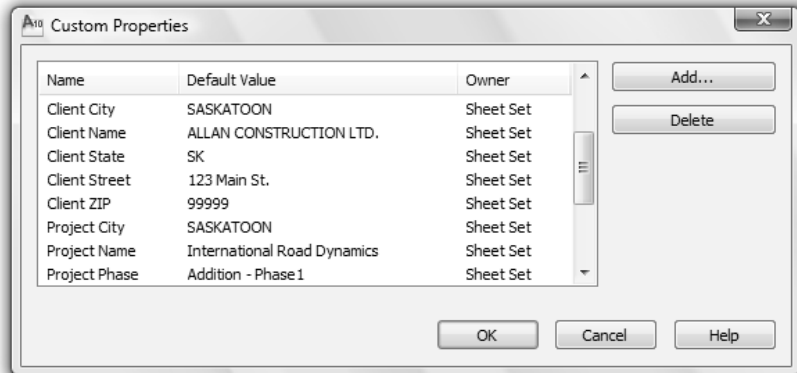 A10 Custom Properties
Name Default Value Owner
Client City SASKATOON Sheet Set
Client Name ALLAN CONSTRUCTION LTD. Sheet Set
Client State SK Sheet Set
Client Street 123 Main St. Sheet Set
Client ZIP 99999 Sheet Set
Project City SASKATOON Sheet Set
Project Name International Road Dynamics Sheet Set
Project Phase Addition - Phase1 Sheet Set
Add...
Delete
OK Cancel Help